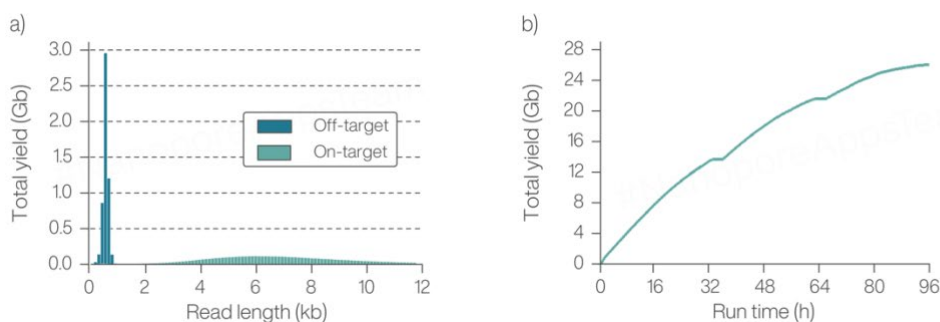 a)
3.0
2.5
2.0
1.5
1.0
0.5
0.0
Total yield (Gb)
Off-target
On-target
0 2 4 6 8 10 12
Read length (kb)
b)
28
24
20
16
12
8
4
0
Total yield (Gb)
0 16 32 48 64 80 96
Run time (h)